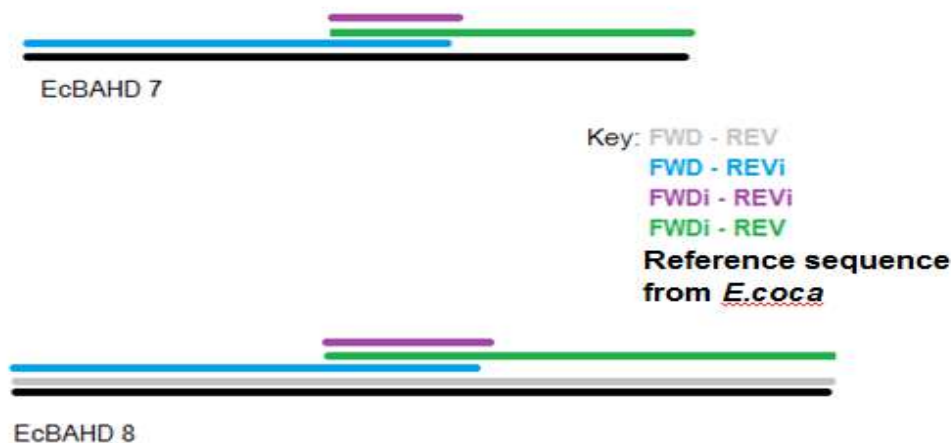 EcBAHD 7
Key: FWD - REV
FWD - REVi
FWDi - REVi
FWDi - REV
Reference sequence
from E.coca
EcBAHD 8